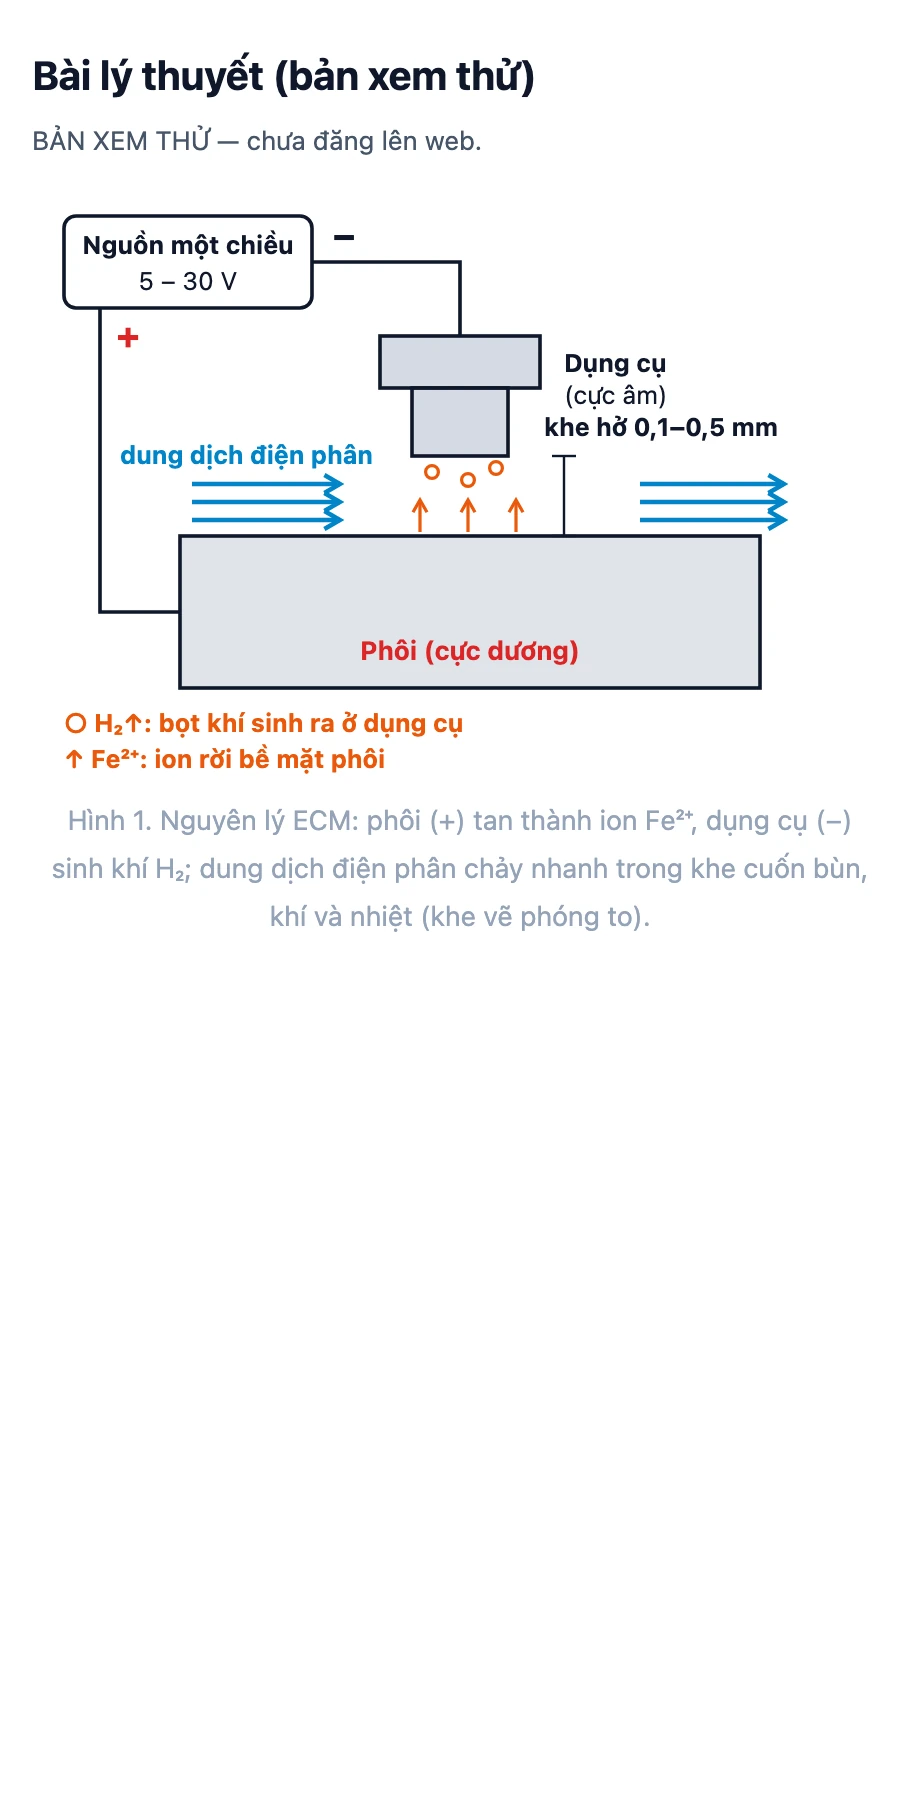 Bài lý thuyết (bản xem thử)
BẢN XEM THỬ — chưa đăng lên web.
Nguồn một chiều
5 – 30 V
−
+
Dụng cụ
(cực âm)
khe hở 0,1–0,5 mm
dung dịch điện phân
Phôi (cực dương)
O H₂↑: bọt khí sinh ra ở dụng cụ
↑ Fe²⁺: ion rời bề mặt phôi
Hình 1. Nguyên lý ECM: phôi (+) tan thành ion Fe²⁺, dụng cụ (–)
sinh khí H₂; dung dịch điện phân chảy nhanh trong khe cuốn bùn,
khí và nhiệt (khe vẽ phóng to).